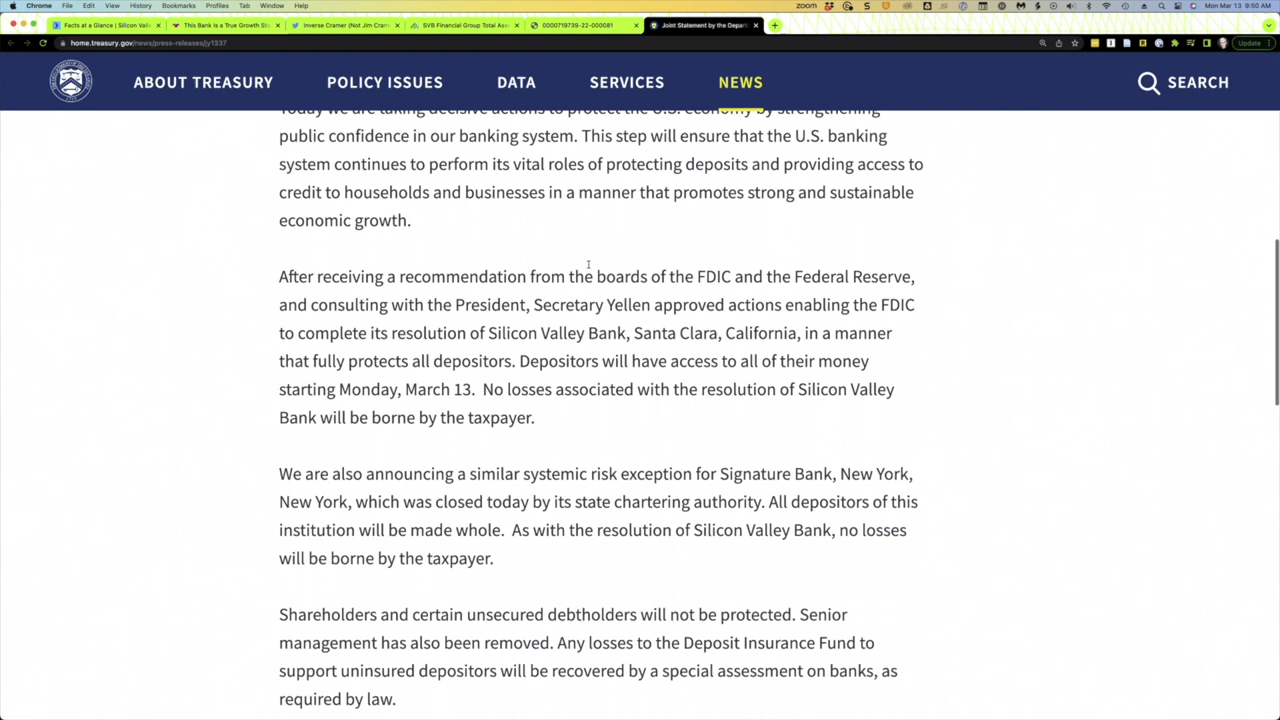 Chrome File Edit View History Bookmarks Profiles Tab Window Help zoom Mon Mar 13 9:50 AM
Facts at a Glance | Silicon Vall
This Bank is a True Growth Sto
Inverse Cramer (Not Jim Cram
SVB Financial Group Total Ass
0000719739-22-000081
Joint Statement by the Depart
home.treasury.gov/news/press-releases/jy1337
Update
ABOUT TREASURY POLICY ISSUES DATA SERVICES NEWS SEARCH
Today we are taking decisive actions to protect the U.S. economy by strengthening
public confidence in our banking system. This step will ensure that the U.S. banking
system continues to perform its vital roles of protecting deposits and providing access to
credit to households and businesses in a manner that promotes strong and sustainable
economic growth.
After receiving a recommendation from the boards of the FDIC and the Federal Reserve,
and consulting with the President, Secretary Yellen approved actions enabling the FDIC
to complete its resolution of Silicon Valley Bank, Santa Clara, California, in a manner
that fully protects all depositors. Depositors will have access to all of their money
starting Monday, March 13. No losses associated with the resolution of Silicon Valley
Bank will be borne by the taxpayer.
We are also announcing a similar systemic risk exception for Signature Bank, New York,
New York, which was closed today by its state chartering authority. All depositors of this
institution will be made whole. As with the resolution of Silicon Valley Bank, no losses
will be borne by the taxpayer.
Shareholders and certain unsecured debtholders will not be protected. Senior
management has also been removed. Any losses to the Deposit Insurance Fund to
support uninsured depositors will be recovered by a special assessment on banks, as
required by law.